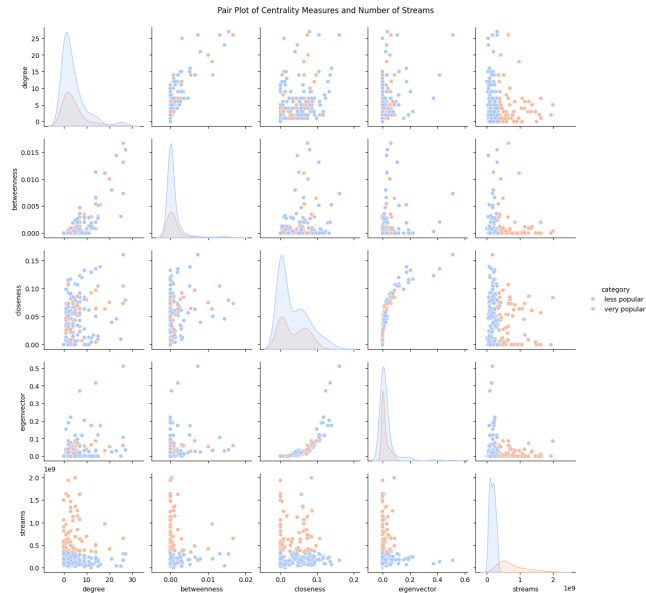 Pair Plot of Centrality Measures and Number of Streams
25
20
15
10
5
0
degree
0.015
0.010
0.005
0.000
betweenness
0.15
0.10
0.05
0.00
closeness
category
less popular
very popular
0.5
0.4
0.3
0.2
0.1
0.0
eigenvector
1e9
2.0
1.5
1.0
0.5
0.0
streams
0 10 20 30
degree
0.00 0.02
betweenness
0.0 0.1 0.2
closeness
0.0 0.2 0.4 0.6
eigenvector
0 1 2
1e9
streams